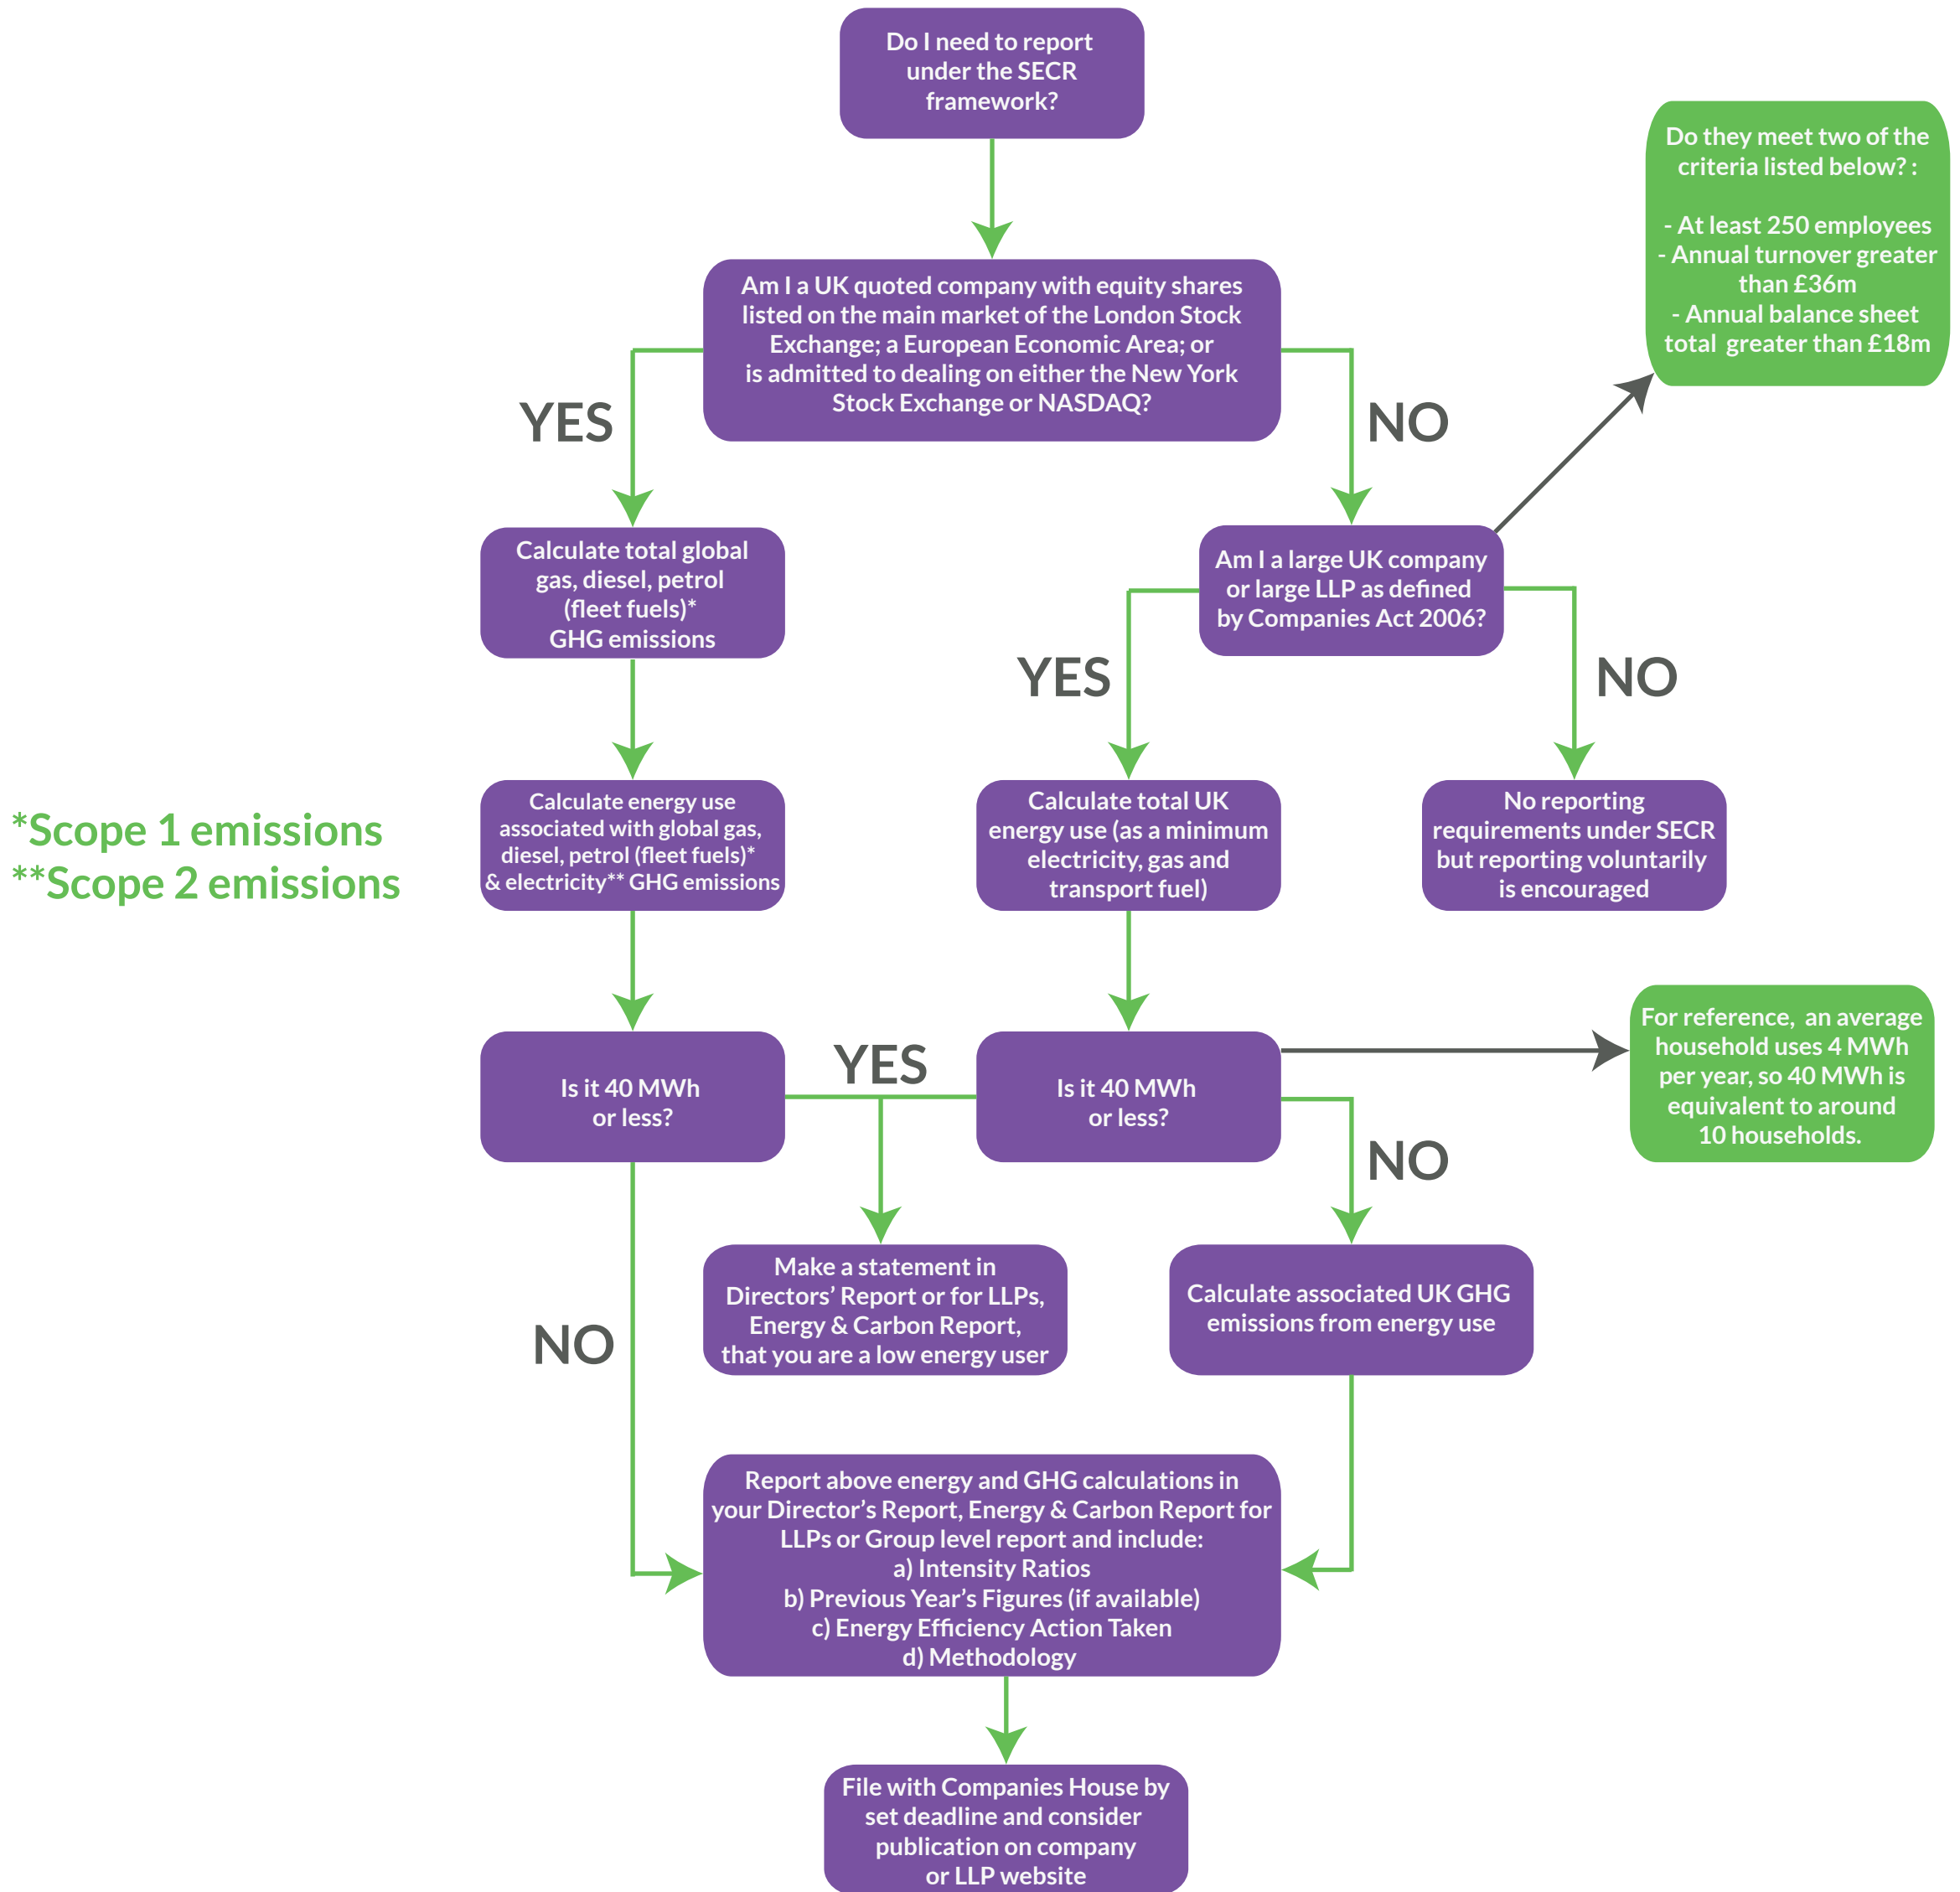 Do I need to report
under the SECR
framework?
Do they meet two of the
criteria listed below? :
- At least 250 employees
- Annual turnover greater
than £36m
- Annual balance sheet
total greater than £18m
Am I a UK quoted company with equity shares
listed on the main market of the London Stock
Exchange; a European Economic Area; or
is admitted to dealing on either the New York
Stock Exchange or NASDAQ?
YES
NO
Calculate total global
gas, diesel, petrol
(fleet fuels)*
GHG emissions
Am I a large UK company
or large LLP as defined
by Companies Act 2006?
YES
NO
*Scope 1 emissions
**Scope 2 emissions
Calculate energy use
associated with global gas,
diesel, petrol (fleet fuels)*
& electricity** GHG emissions
Calculate total UK
energy use (as a minimum
electricity, gas and
transport fuel)
No reporting
requirements under SECR
but reporting voluntarily
is encouraged
Is it 40 MWh
or less?
YES
Is it 40 MWh
or less?
For reference, an average
household uses 4 MWh
per year, so 40 MWh is
equivalent to around
10 households.
NO
NO
Make a statement in
Directors’ Report or for LLPs,
Energy & Carbon Report,
that you are a low energy user
Calculate associated UK GHG
emissions from energy use
Report above energy and GHG calculations in
your Director’s Report, Energy & Carbon Report for
LLPs or Group level report and include:
a) Intensity Ratios
b) Previous Year’s Figures (if available)
c) Energy Efficiency Action Taken
d) Methodology
File with Companies House by
set deadline and consider
publication on company
or LLP website